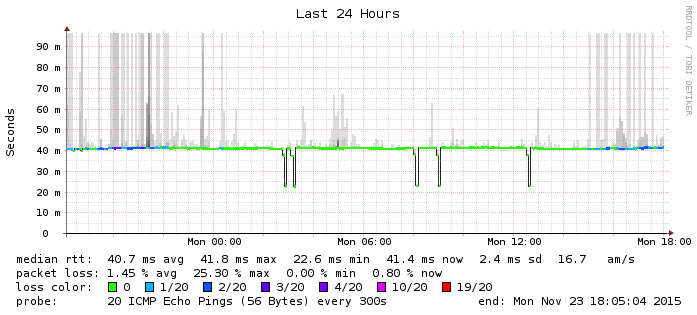 Last 24 Hours
RRDTOOL / TOBI OETIKER
Seconds
90 m
80 m
70 m
60 m
50 m
40 m
30 m
20 m
10 m
0
Mon 00:00 Mon 06:00 Mon 12:00 Mon 18:00
median rtt: 40.7 ms avg 41.8 ms max 22.6 ms min 41.4 ms now 2.4 ms sd 16.7 am/s
packet loss: 1.45 % avg 25.30 % max 0.00 % min 0.80 % now
loss color: 0 1/20 2/20 3/20 4/20 10/20 19/20
probe: 20 ICMP Echo Pings (56 Bytes) every 300s end: Mon Nov 23 18:05:04 2015